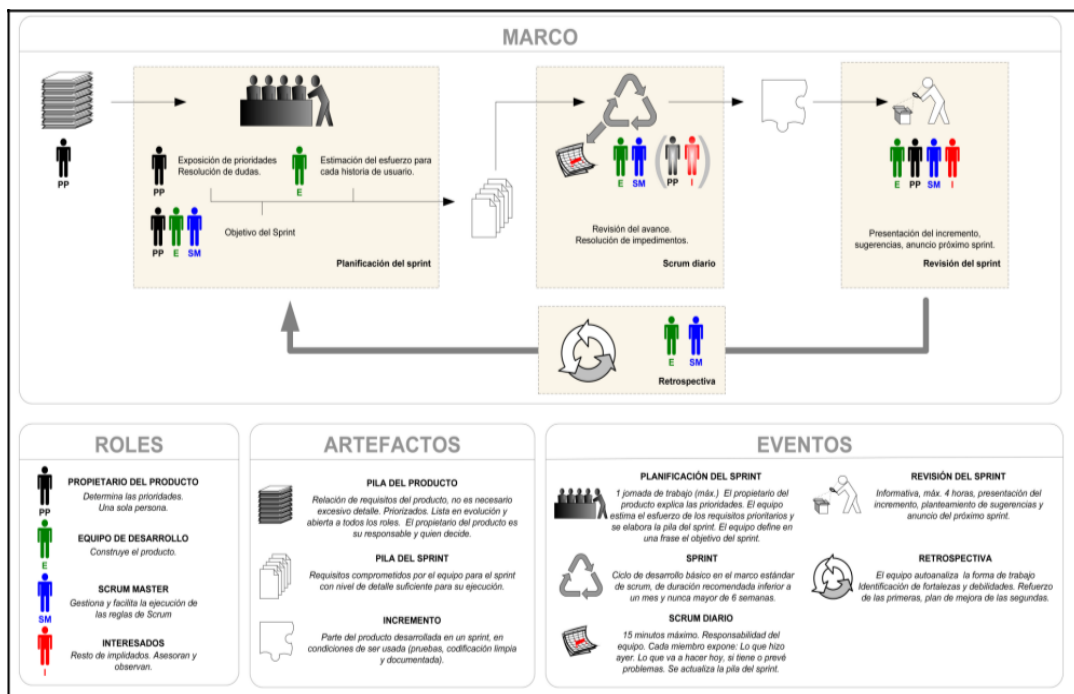 MARCO
PP
PP
Exposición de prioridades
Resolución de dudas.
E
Estimación del esfuerzo para
cada historia de usuario.
PP
E
SM
Objetivo del Sprint
Planificación del sprint
E
SM
PP
I
Revisión del avance.
Resolución de impedimentos.
Scrum diario
E
PP
SM
I
Presentación del incremento,
sugerencias, anuncio próximo sprint.
Revisión del sprint
E
SM
Retrospectiva
ROLES
PROPIETARIO DEL PRODUCTO
Determina las prioridades.
Una sola persona.
PP
EQUIPO DE DESARROLLO
Construye el producto.
E
SCRUM MASTER
Gestiona y facilita la ejecución de
las reglas de Scrum
SM
INTERESADOS
Resto de implidados. Asesoran y
observan.
I
ARTEFACTOS
PILA DEL PRODUCTO
Relación de requisitos del producto, no es necesario
excesivo detalle. Priorizados. Lista en evolución y
abierta a todos los roles. El propietario del producto es
su responsable y quien decide.
PILA DEL SPRINT
Requisitos comprometidos por el equipo para el sprint
con nivel de detalle suficiente para su ejecución.
INCREMENTO
Parte del producto desarrollada en un sprint, en
condiciones de ser usada (pruebas, codificación limpia
y documentada).
EVENTOS
PLANIFICACIÓN DEL SPRINT
1 jornada de trabajo (máx.) El propietario del
producto explica las prioridades. El equipo
estima el esfuerzo de los requisitos prioritarios y
se elabora la pila del sprint. El equipo define en
una frase el objetivo del sprint.
SPRINT
Ciclo de desarrollo básico en el marco estándar
de scrum, de duración recomendada inferior a
un mes y nunca mayor de 6 semanas.
SCRUM DIARIO
15 minutos máximo. Responsabilidad del
equipo. Cada miembro expone: Lo que hizo
ayer. Lo que va a hacer hoy, si tiene o prevé
problemas. Se actualiza la pila del sprint.
REVISIÓN DEL SPRINT
Informativa, máx. 4 horas, presentación del
incremento, planteamiento de sugerencias y
anuncio del próximo sprint.
RETROSPECTIVA
El equipo autoanaliza la forma de trabajo
Identificación de fortalezas y debilidades. Refuerzo
de las primeras, plan de mejora de las segundas.